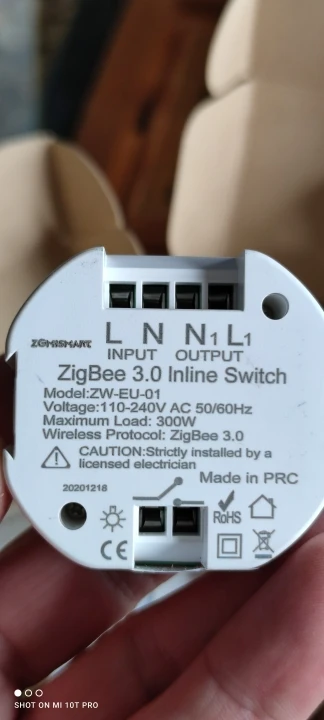 ZEMISMART
L N N1 L1
INPUT OUTPUT
ZigBee 3.0 Inline Switch
Model:ZW-EU-01
Voltage:110-240V AC 50/60Hz
Maximum Load: 300W
Wireless Protocol: ZigBee 3.0
CAUTION:Strictly installed by a
licensed electrician
Made in PRC
20201218
RoHS
CE
SHOT ON MI 10T PRO